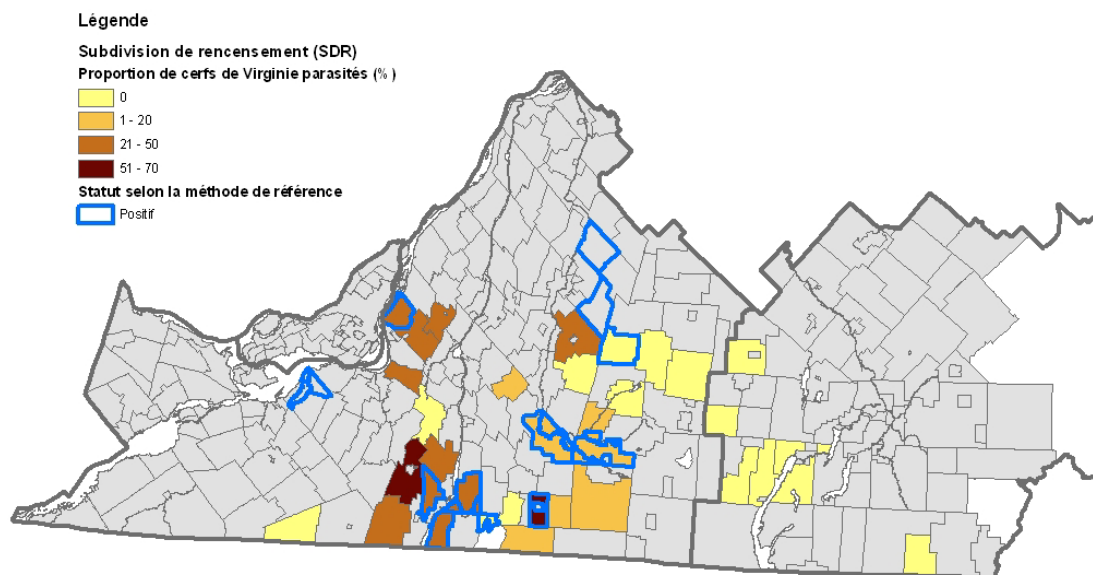 Légende
Subdivision de rencensement (SDR)
Proportion de cerfs de Virginie parasités (%)
0
1 - 20
21 - 50
51 - 70
Statut selon la méthode de référence
Positif